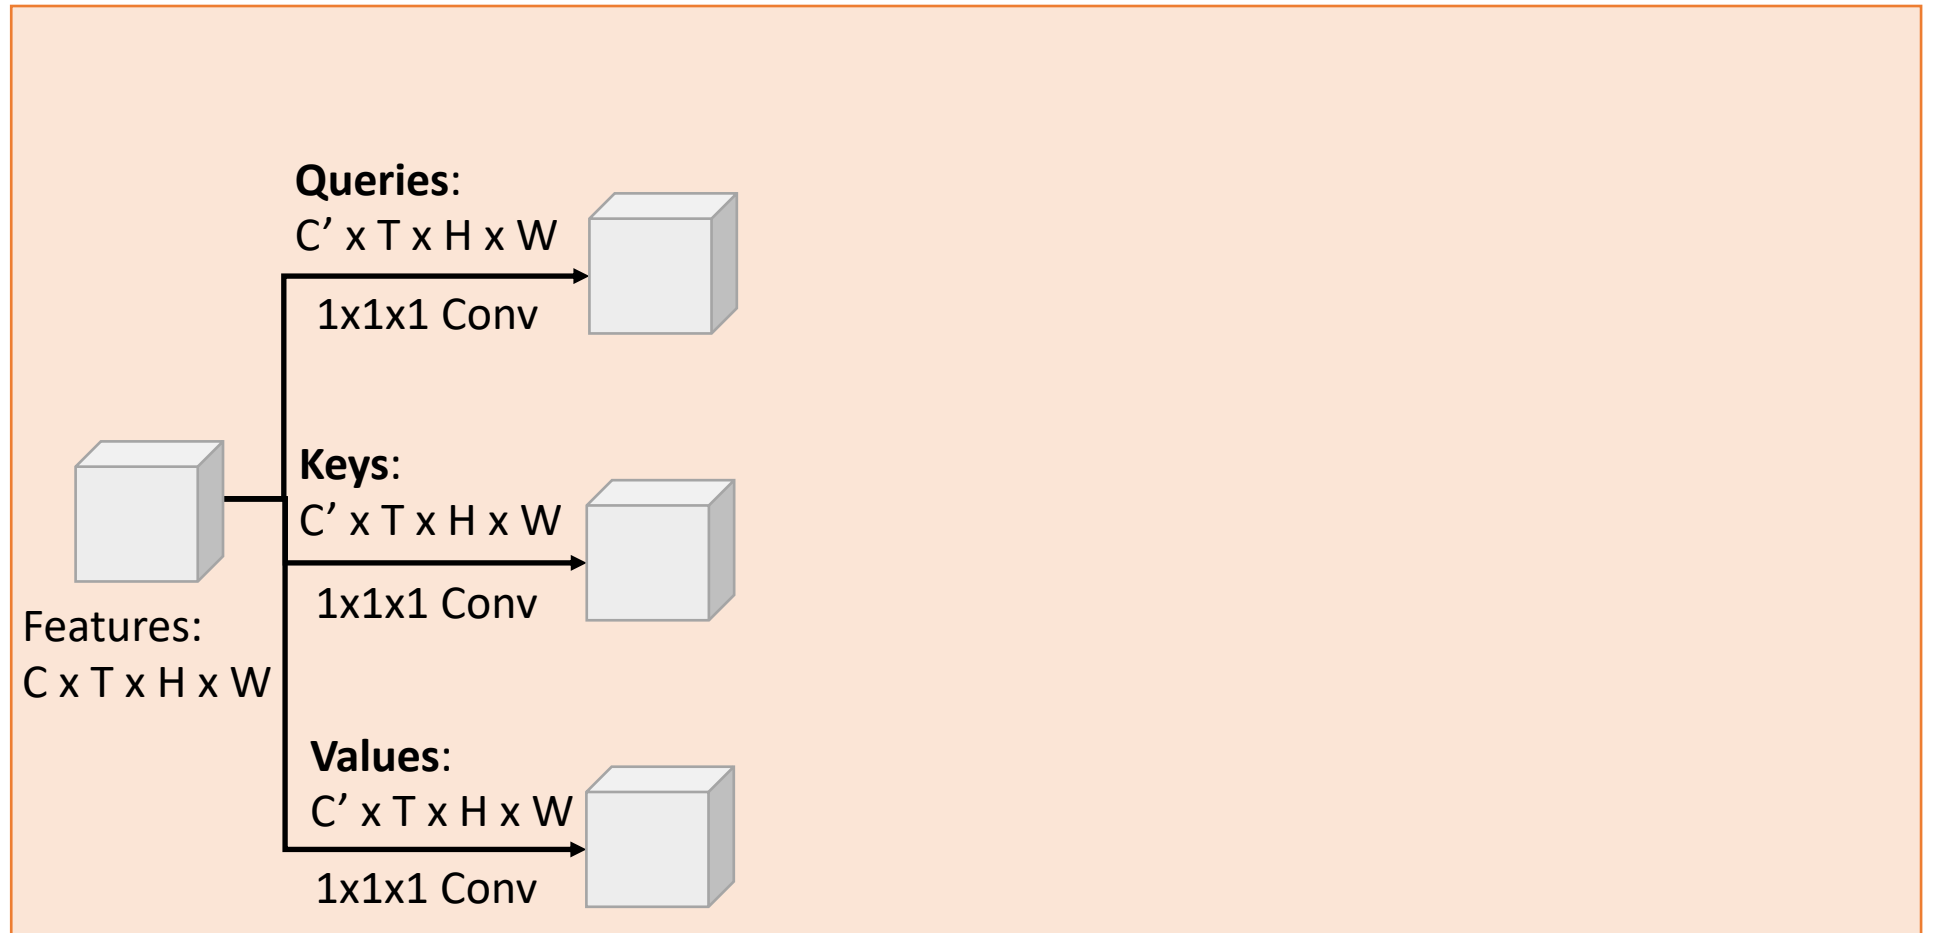 Queries:
C’ x T x H x W
1x1x1 Conv
Keys:
C’ x T x H x W
1x1x1 Conv
Features:
C x T x H x W
Values:
C’ x T x H x W
1x1x1 Conv